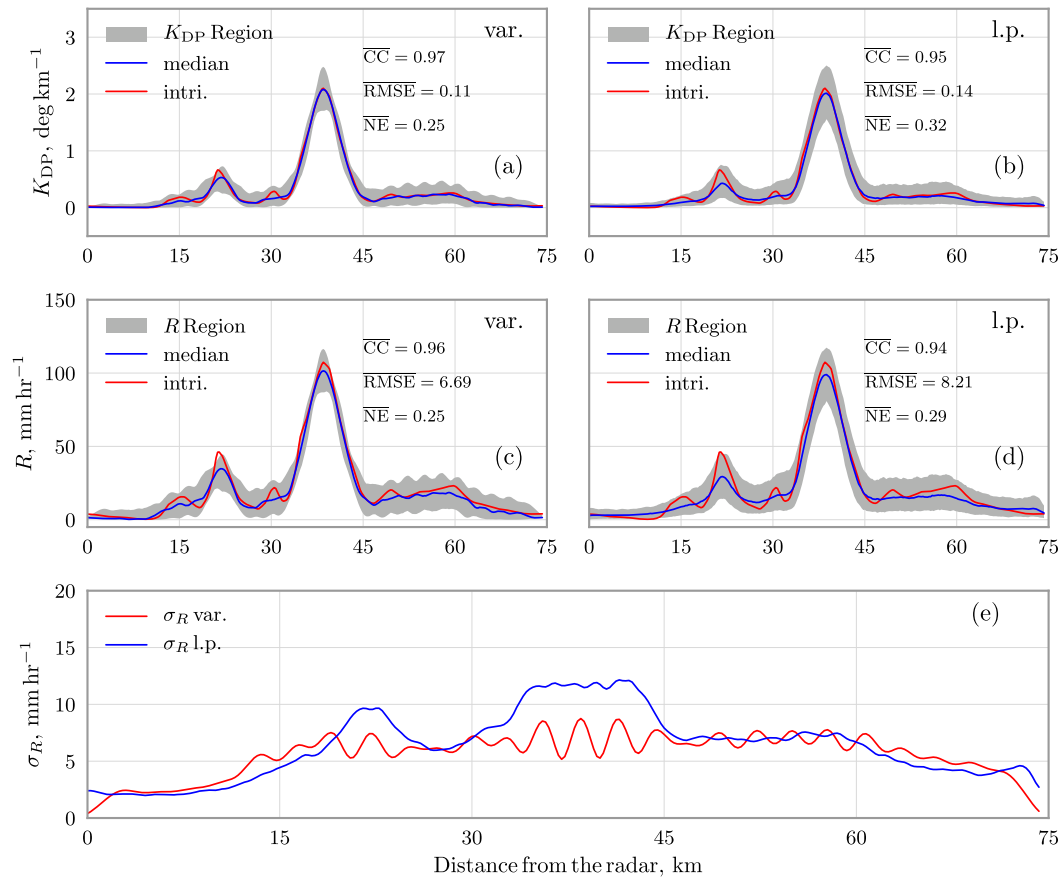 3
2
1
0
K_DP, deg km⁻¹
K_DP Region
median
intri.
var.
CC = 0.97
RMSE = 0.11
NE = 0.25
(a)
0 15 30 45 60 75
K_DP Region
median
intri.
l.p.
CC = 0.95
RMSE = 0.14
NE = 0.32
(b)
0 15 30 45 60 75
150
100
50
0
R, mm hr⁻¹
R Region
median
intri.
var.
CC = 0.96
RMSE = 6.69
NE = 0.25
(c)
0 15 30 45 60 75
R Region
median
intri.
l.p.
CC = 0.94
RMSE = 8.21
NE = 0.29
(d)
0 15 30 45 60 75
20
15
10
5
0
σ_R, mm hr⁻¹
σ_R var.
σ_R l.p.
(e)
0 15 30 45 60 75
Distance from the radar, km